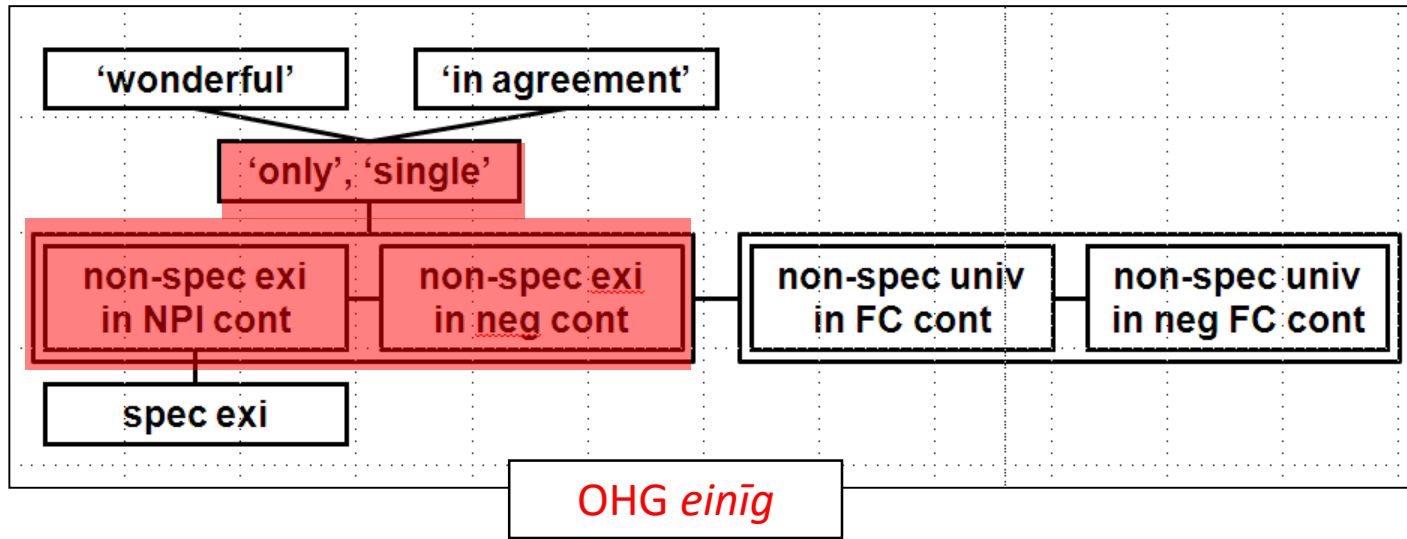 ‘wonderful’
‘in agreement’
‘only’, ‘single’
non-spec exi
in NPI cont
non-spec exi
in neg cont
non-spec univ
in FC cont
non-spec univ
in neg FC cont
spec exi
OHG einīg